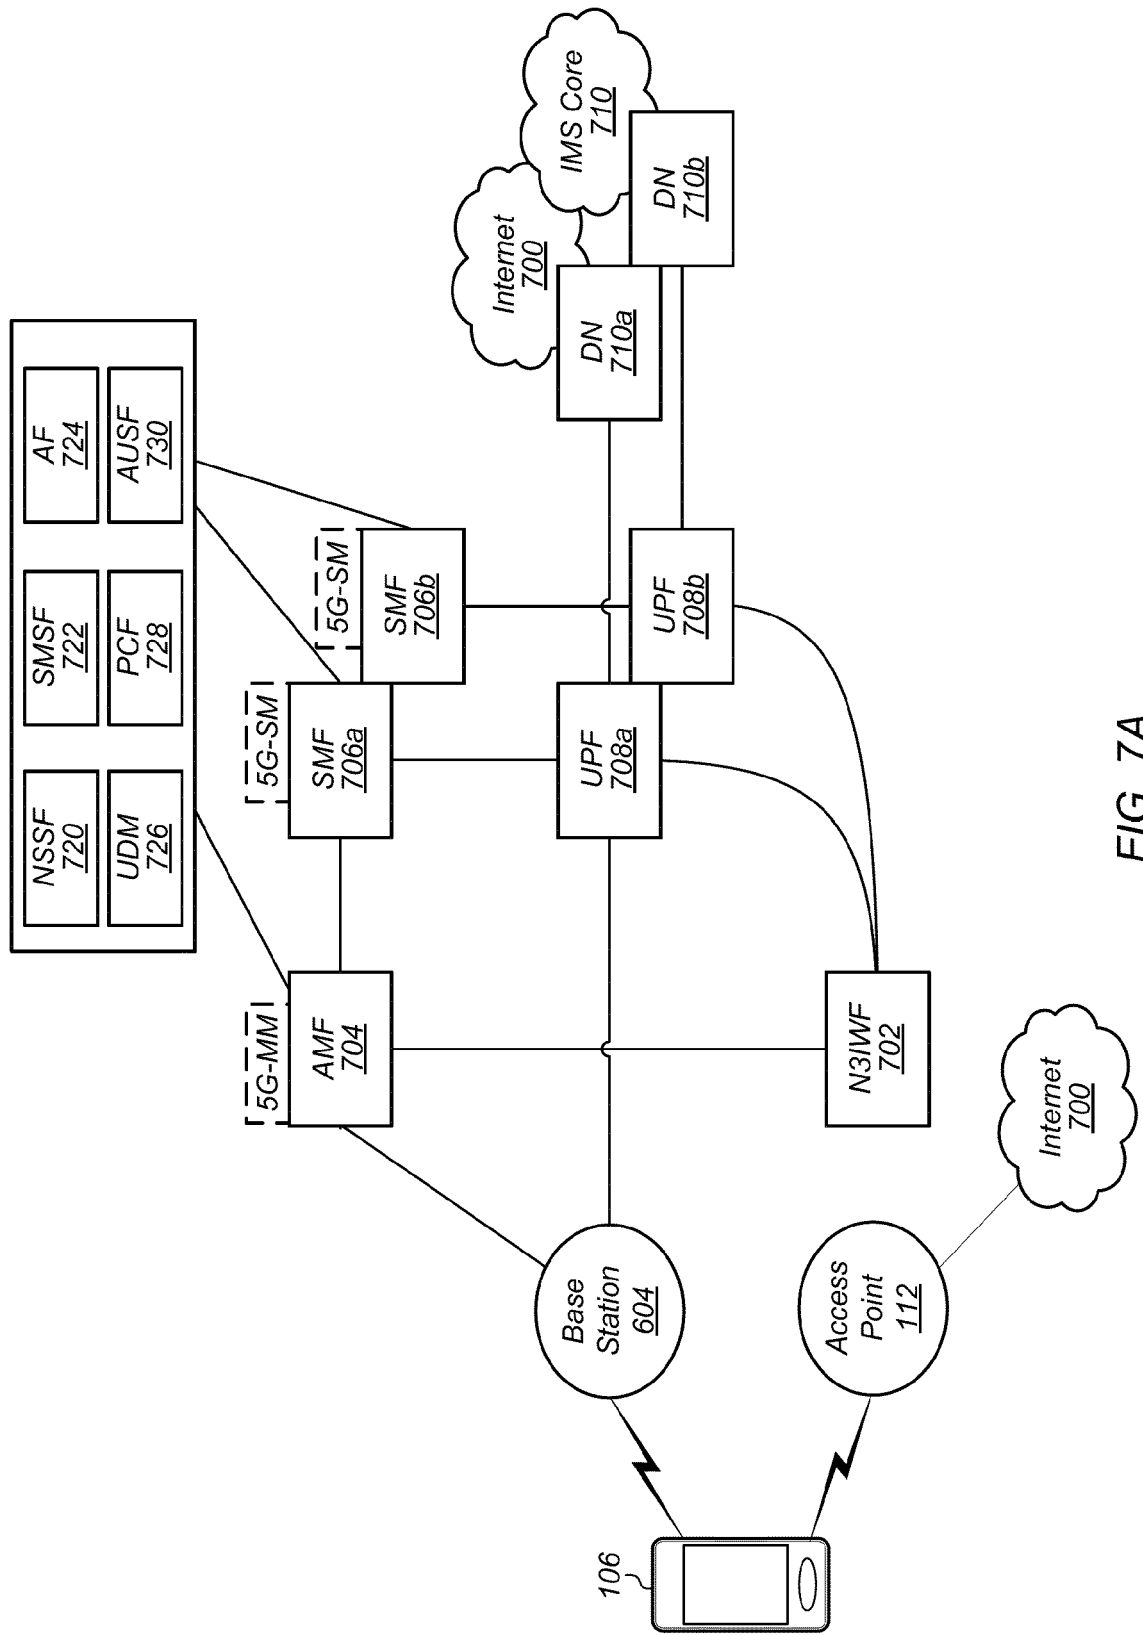 NSSF
720
SMSF
722
AF
724
UDM
726
PCF
728
AUSF
730
5G-MM
AMF
704
5G-SM
SMF
706a
5G-SM
SMF
706b
Internet
700
IMS Core
710
Base
Station
604
UPF
708a
UPF
708b
DN
710a
DN
710b
106
Access
Point
112
N3IWF
702
Internet
700
FIG. 7A